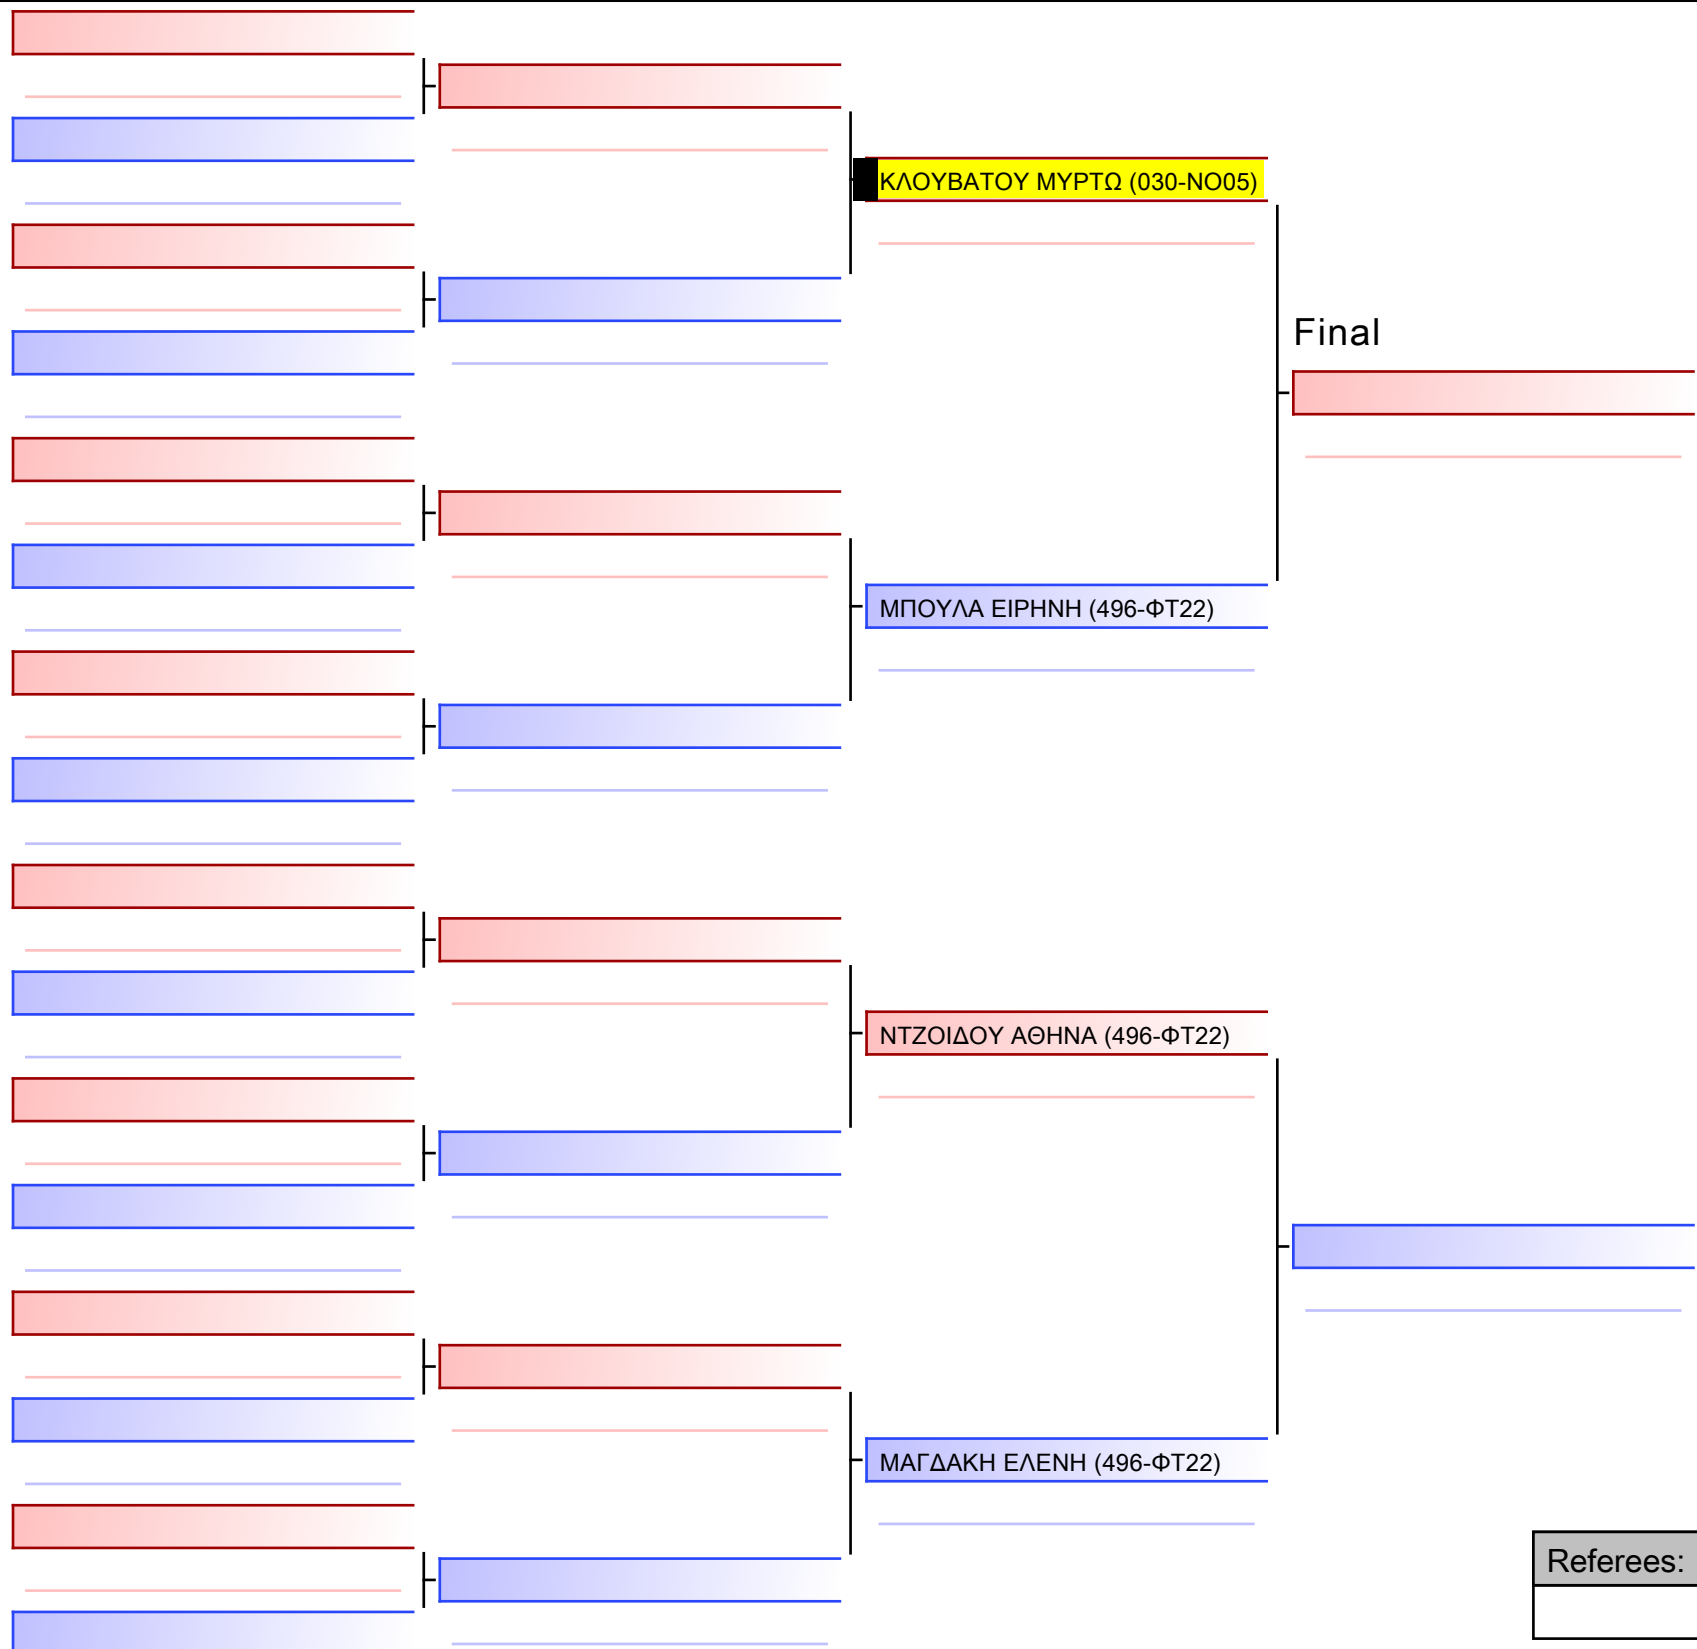 ΚΛΟΥΒΑΤΟΥ ΜΥΡΤΩ (030-ΝΟ05)
Final
ΜΠΟΥΛΑ ΕΙΡΗΝΗ (496-ΦΤ22)
ΝΤΖΟΙΔΟΥ ΑΘΗΝΑ (496-ΦΤ22)
ΜΑΓΔΑΚΗ ΕΛΕΝΗ (496-ΦΤ22)
Referees: